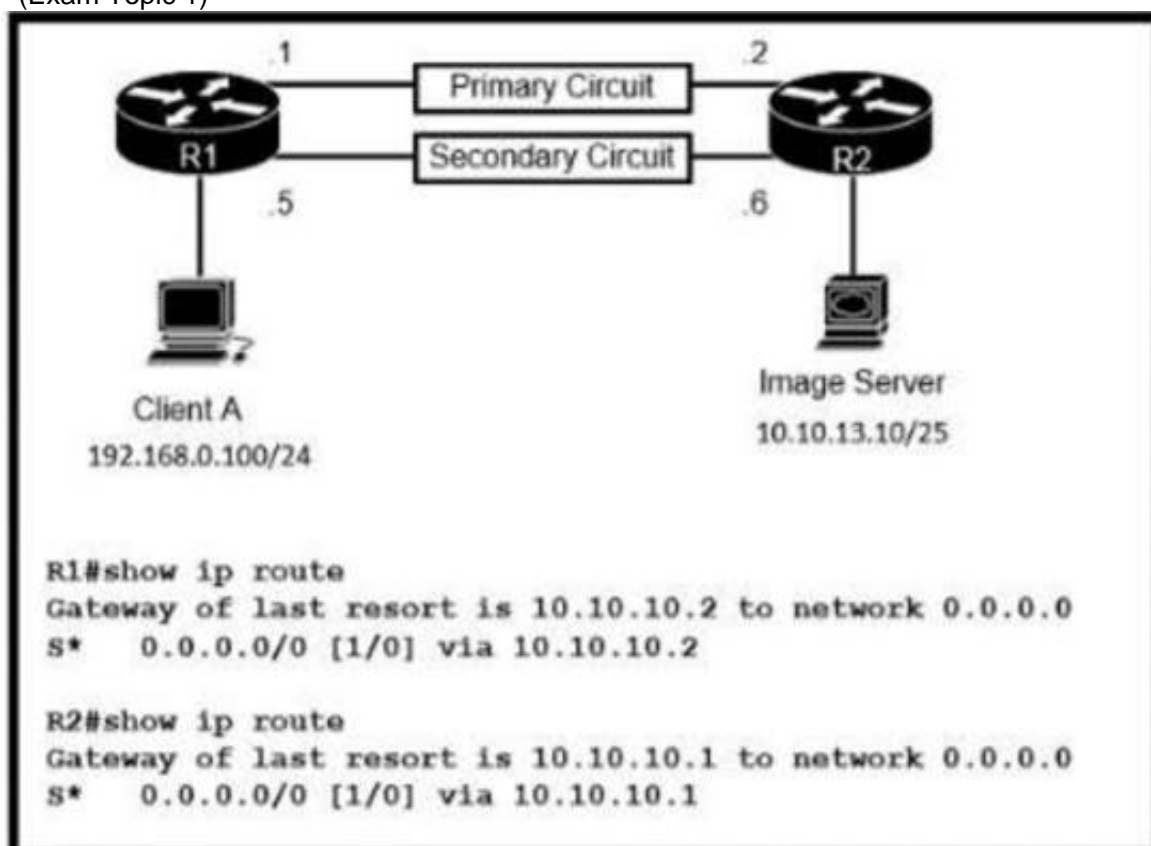 (Exam Topic 1)
.1
.2
Primary Circuit
R1
Secondary Circuit
R2
.5
.6
Client A
192.168.0.100/24
Image Server
10.10.13.10/25
R1#show ip route
Gateway of last resort is 10.10.10.2 to network 0.0.0.0
S* 0.0.0.0/0 [1/0] via 10.10.10.2
R2#show ip route
Gateway of last resort is 10.10.10.1 to network 0.0.0.0
S* 0.0.0.0/0 [1/0] via 10.10.10.1